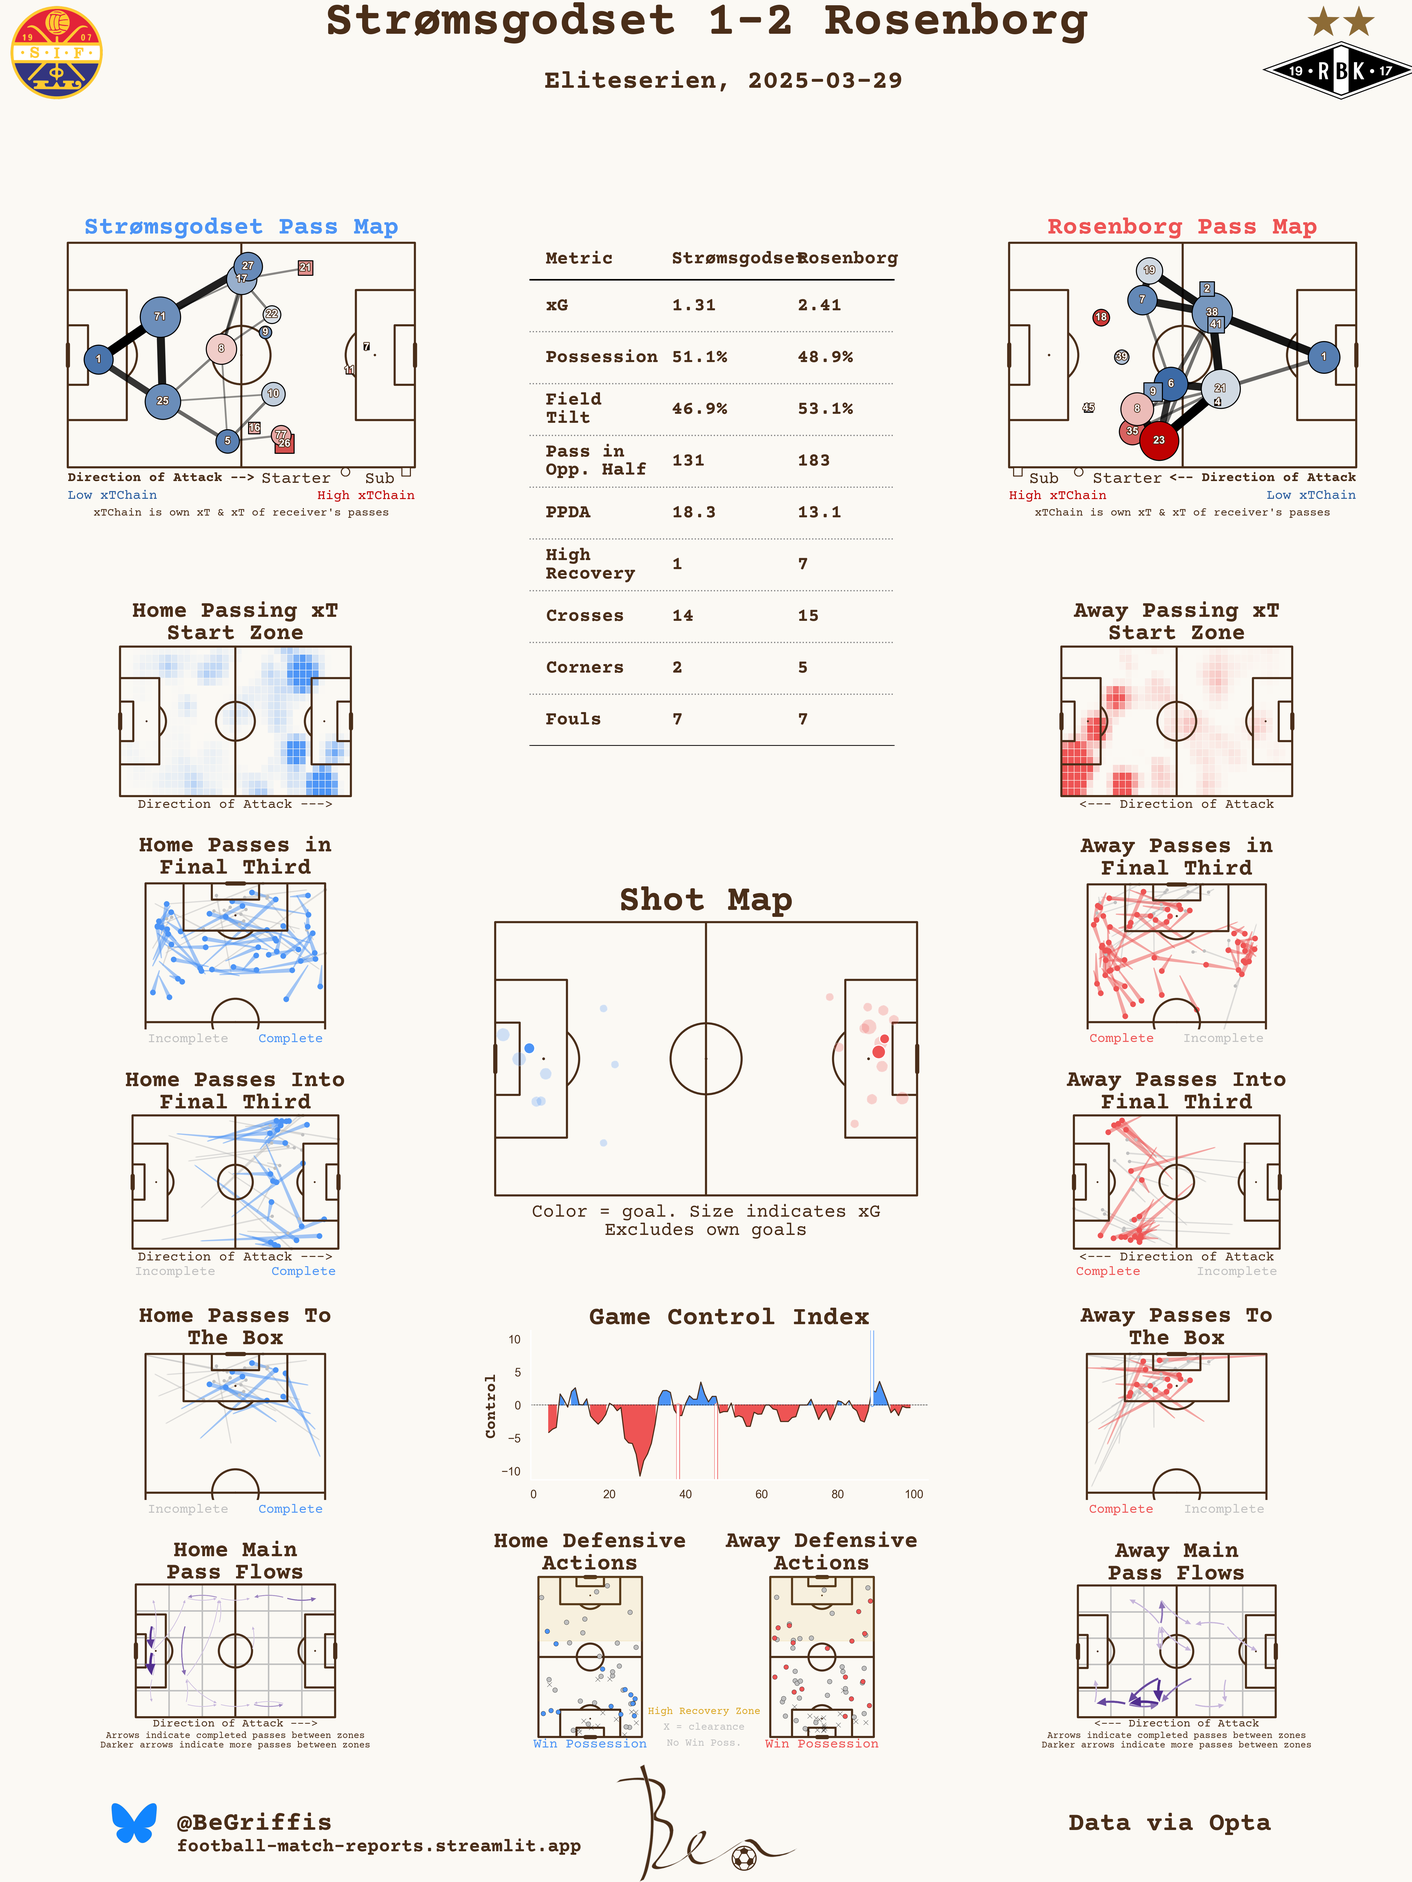 Strømsgodset 1-2 Rosenborg
Eliteserien, 2025-03-29
19 07
·S·I·F·
19·RBK·17
Strømsgodset Pass Map
27
17
21
22
71
9
7
8
1
11
10
25
16
77
5
26
Direction of Attack --> Starter Sub
Low xTChain High xTChain
xTChain is own xT & xT of receiver's passes
Metric Strømsgodset Rosenborg
xG 1.31 2.41
Possession 51.1% 48.9%
Field
Tilt 46.9% 53.1%
Pass in
Opp. Half 131 183
PPDA 18.3 13.1
High
Recovery 1 7
Crosses 14 15
Corners 2 5
Fouls 7 7
Rosenborg Pass Map
19
2
7
38
18
41
39
1
6
21
9
4
45
8
35
23
Sub Starter <-- Direction of Attack
High xTChain Low xTChain
xTChain is own xT & xT of receiver's passes
Home Passing xT
Start Zone
Direction of Attack --->
Away Passing xT
Start Zone
<--- Direction of Attack
Home Passes in
Final Third
Incomplete Complete
Away Passes in
Final Third
Complete Incomplete
Shot Map
Color = goal. Size indicates xG
Excludes own goals
Home Passes Into
Final Third
Direction of Attack --->
Incomplete Complete
Away Passes Into
Final Third
<--- Direction of Attack
Complete Incomplete
Home Passes To
The Box
Incomplete Complete
Game Control Index
Control
10
5
0
−5
−10
0 20 40 60 80 100
Away Passes To
The Box
Complete Incomplete
Home Main
Pass Flows
Direction of Attack --->
Arrows indicate completed passes between zones
Darker arrows indicate more passes between zones
Home Defensive
Actions
Win Possession
High Recovery Zone
X = clearance
No Win Poss.
Away Defensive
Actions
Win Possession
Away Main
Pass Flows
<--- Direction of Attack
Arrows indicate completed passes between zones
Darker arrows indicate more passes between zones
@BeGriffis
football-match-reports.streamlit.app
Ben
Data via Opta